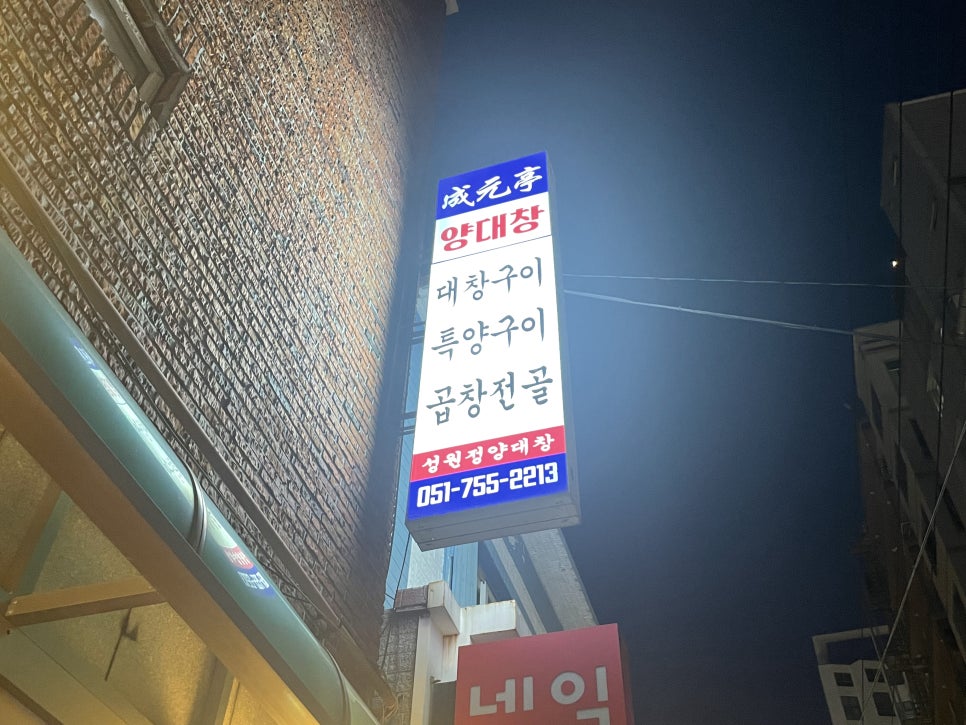 成元亭
양대창
대창구이
특양구이
곱창전골
성원정양대창
051-755-2213
네일